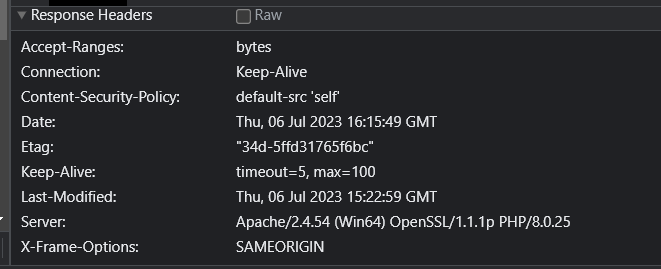 Response Headers Raw
Accept-Ranges: bytes
Connection: Keep-Alive
Content-Security-Policy: default-src 'self'
Date: Thu, 06 Jul 2023 16:15:49 GMT
Etag: "34d-5ffd31765f6bc"
Keep-Alive: timeout=5, max=100
Last-Modified: Thu, 06 Jul 2023 15:22:59 GMT
Server: Apache/2.4.54 (Win64) OpenSSL/1.1.1p PHP/8.0.25
X-Frame-Options: SAMEORIGIN